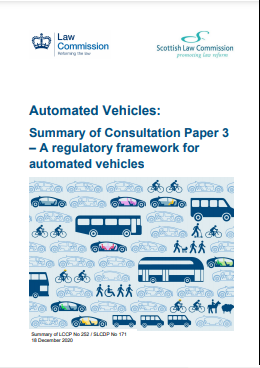 Law
Commission
Reforming the law
Scottish Law Commission
promoting law reform
Automated Vehicles:
Summary of Consultation Paper 3
– A regulatory framework for
automated vehicles
Summary of LCCP No 252 / SLCDP No 171
18 December 2020